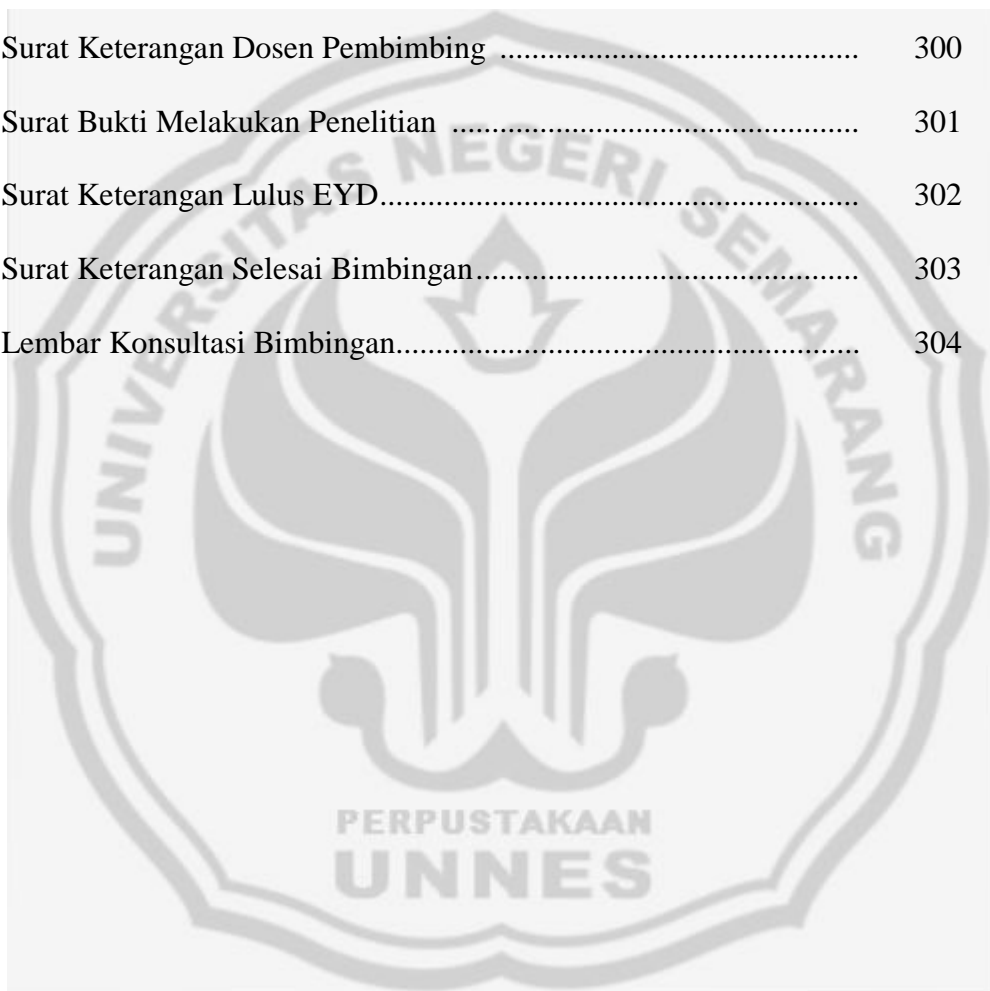 Surat Keterangan Dosen Pembimbing ............................................ 300
Surat Bukti Melakukan Penelitian .................................................. 301
Surat Keterangan Lulus EYD........................................................... 302
Surat Keterangan Selesai Bimbingan............................................... 303
Lembar Konsultasi Bimbingan......................................................... 304
UNIVERSITAS NEGERI SEMARANG
PERPUSTAKAAN
UNNES